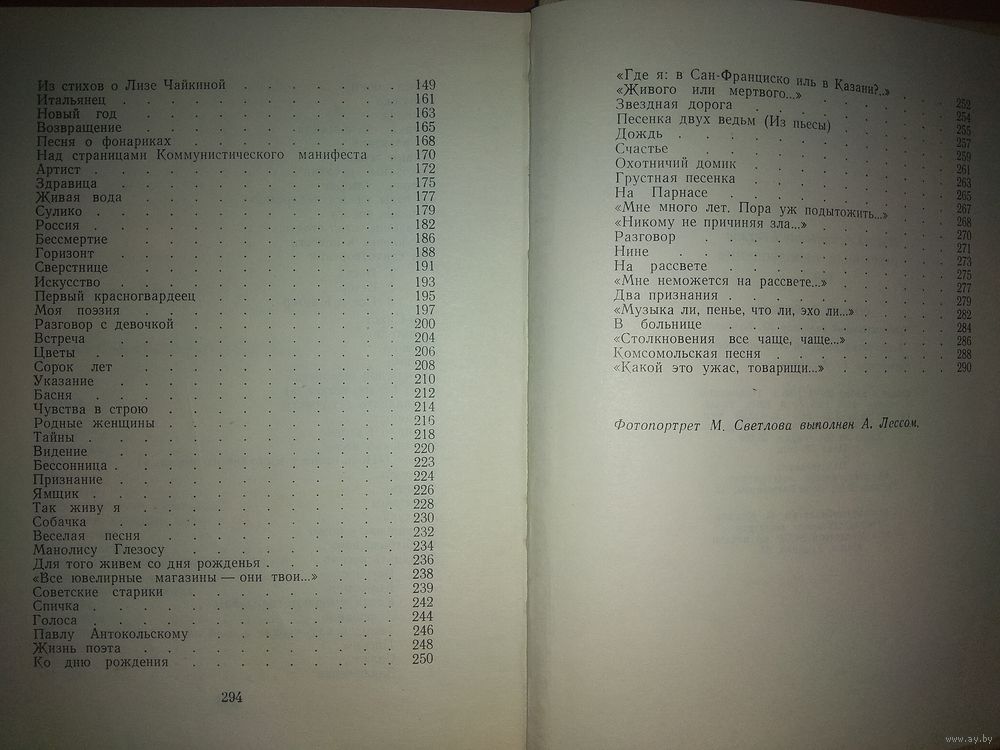 Из стихов о Лизе Чайкиной . . . . . . 149
Итальянец . . . . . . . . . . 161
Новый год . . . . . . . . . . 163
Возвращение . . . . . . . . . 165
Песня о фонариках . . . . . . . . 168
Над страницами Коммунистического манифеста . 170
Артист . . . . . . . . . . . 172
Здравица . . . . . . . . . . 175
Живая вода . . . . . . . . . 177
Сулико . . . . . . . . . . . 179
Россия . . . . . . . . . . . 182
Бессмертие . . . . . . . . . 186
Горизонт . . . . . . . . . . 188
Сверстнице . . . . . . . . . 191
Искусство . . . . . . . . . . 193
Первый красногвардеец . . . . . . . 195
Моя поэзия . . . . . . . . . 197
Разговор с девочкой . . . . . . . . 200
Встреча . . . . . . . . . . 204
Цветы . . . . . . . . . . . 206
Сорок лет . . . . . . . . . . 208
Указание . . . . . . . . . . 210
Басня . . . . . . . . . . . 212
Чувства в строю . . . . . . . . 214
Родные женщины . . . . . . . . 216
Тайны . . . . . . . . . . . 218
Видение . . . . . . . . . . 220
Бессонница . . . . . . . . . . 223
Признание . . . . . . . . . . 224
Ямщик . . . . . . . . . . . 226
Так живу я . . . . . . . . . 228
Собачка . . . . . . . . . . 230
Веселая песня . . . . . . . . . 232
Манолису Глезосу . . . . . . . . 234
Для того живем со дня рожденья . . . . . 236
«Все ювелирные магазины — они твои...» . . . 238
Советские старики . . . . . . . . 239
Спичка . . . . . . . . . . . 242
Голоса . . . . . . . . . . . 244
Павлу Антокольскому . . . . . . . 246
Жизнь поэта . . . . . . . . . 248
Ко дню рождения . . . . . . . . 250
294
«Где я: в Сан-Франциско иль в Казани?..» . . 252
«Живого или мертвого...» . . . . . . 254
Звездная дорога . . . . . . . . 255
Песенка двух ведьм (Из пьесы) . . . . . 257
Дождь . . . . . . . . . . . 259
Счастье . . . . . . . . . . 261
Охотничий домик . . . . . . . . 263
Грустная песенка . . . . . . . . 265
На Парнасе . . . . . . . . . 267
«Мне много лет. Пора уж подытожить...» . . . 268
«Никому не причиняя зла...» . . . . . . 270
Разговор . . . . . . . . . . 271
Нине . . . . . . . . . . . 273
На рассвете . . . . . . . . . 275
«Мне неможется на рассвете...» . . . . . 277
Два признания . . . . . . . . . 279
«Музыка ли, пенье, что ли, эхо ли...» . . . . 282
В больнице . . . . . . . . . 284
«Столкновения все чаще, чаще...» . . . . . 286
Комсомольская песня . . . . . . . 288
«Какой это ужас, товарищи...» . . . . . . 290
Фотопортрет М. Светлова выполнен А. Лессом.
www.ay.by